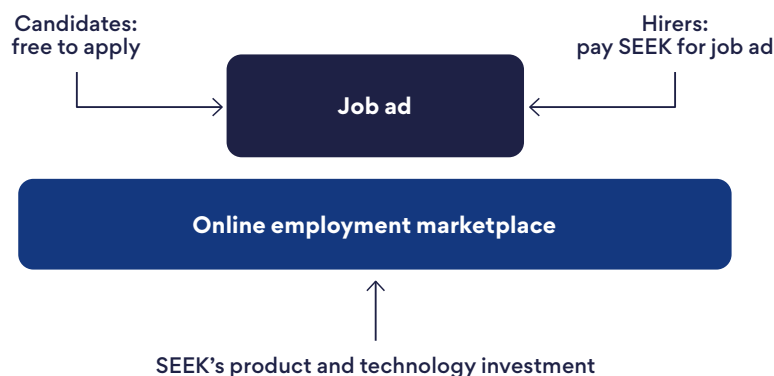 Candidates:
free to apply
Hirers:
pay SEEK for job ad
Job ad
Online employment marketplace
SEEK’s product and technology investment